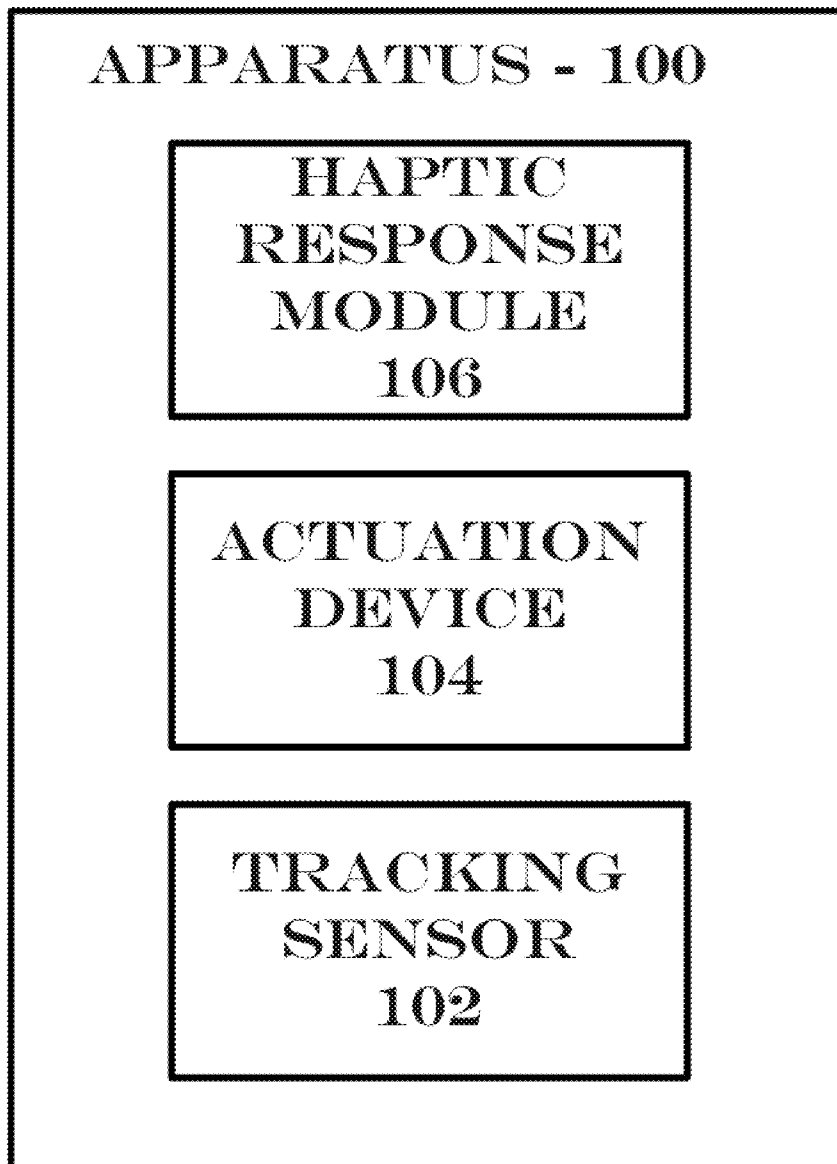 APPARATUS - 100
HAPTIC
RESPONSE
MODULE
106
ACTUATION
DEVICE
104
TRACKING
SENSOR
102